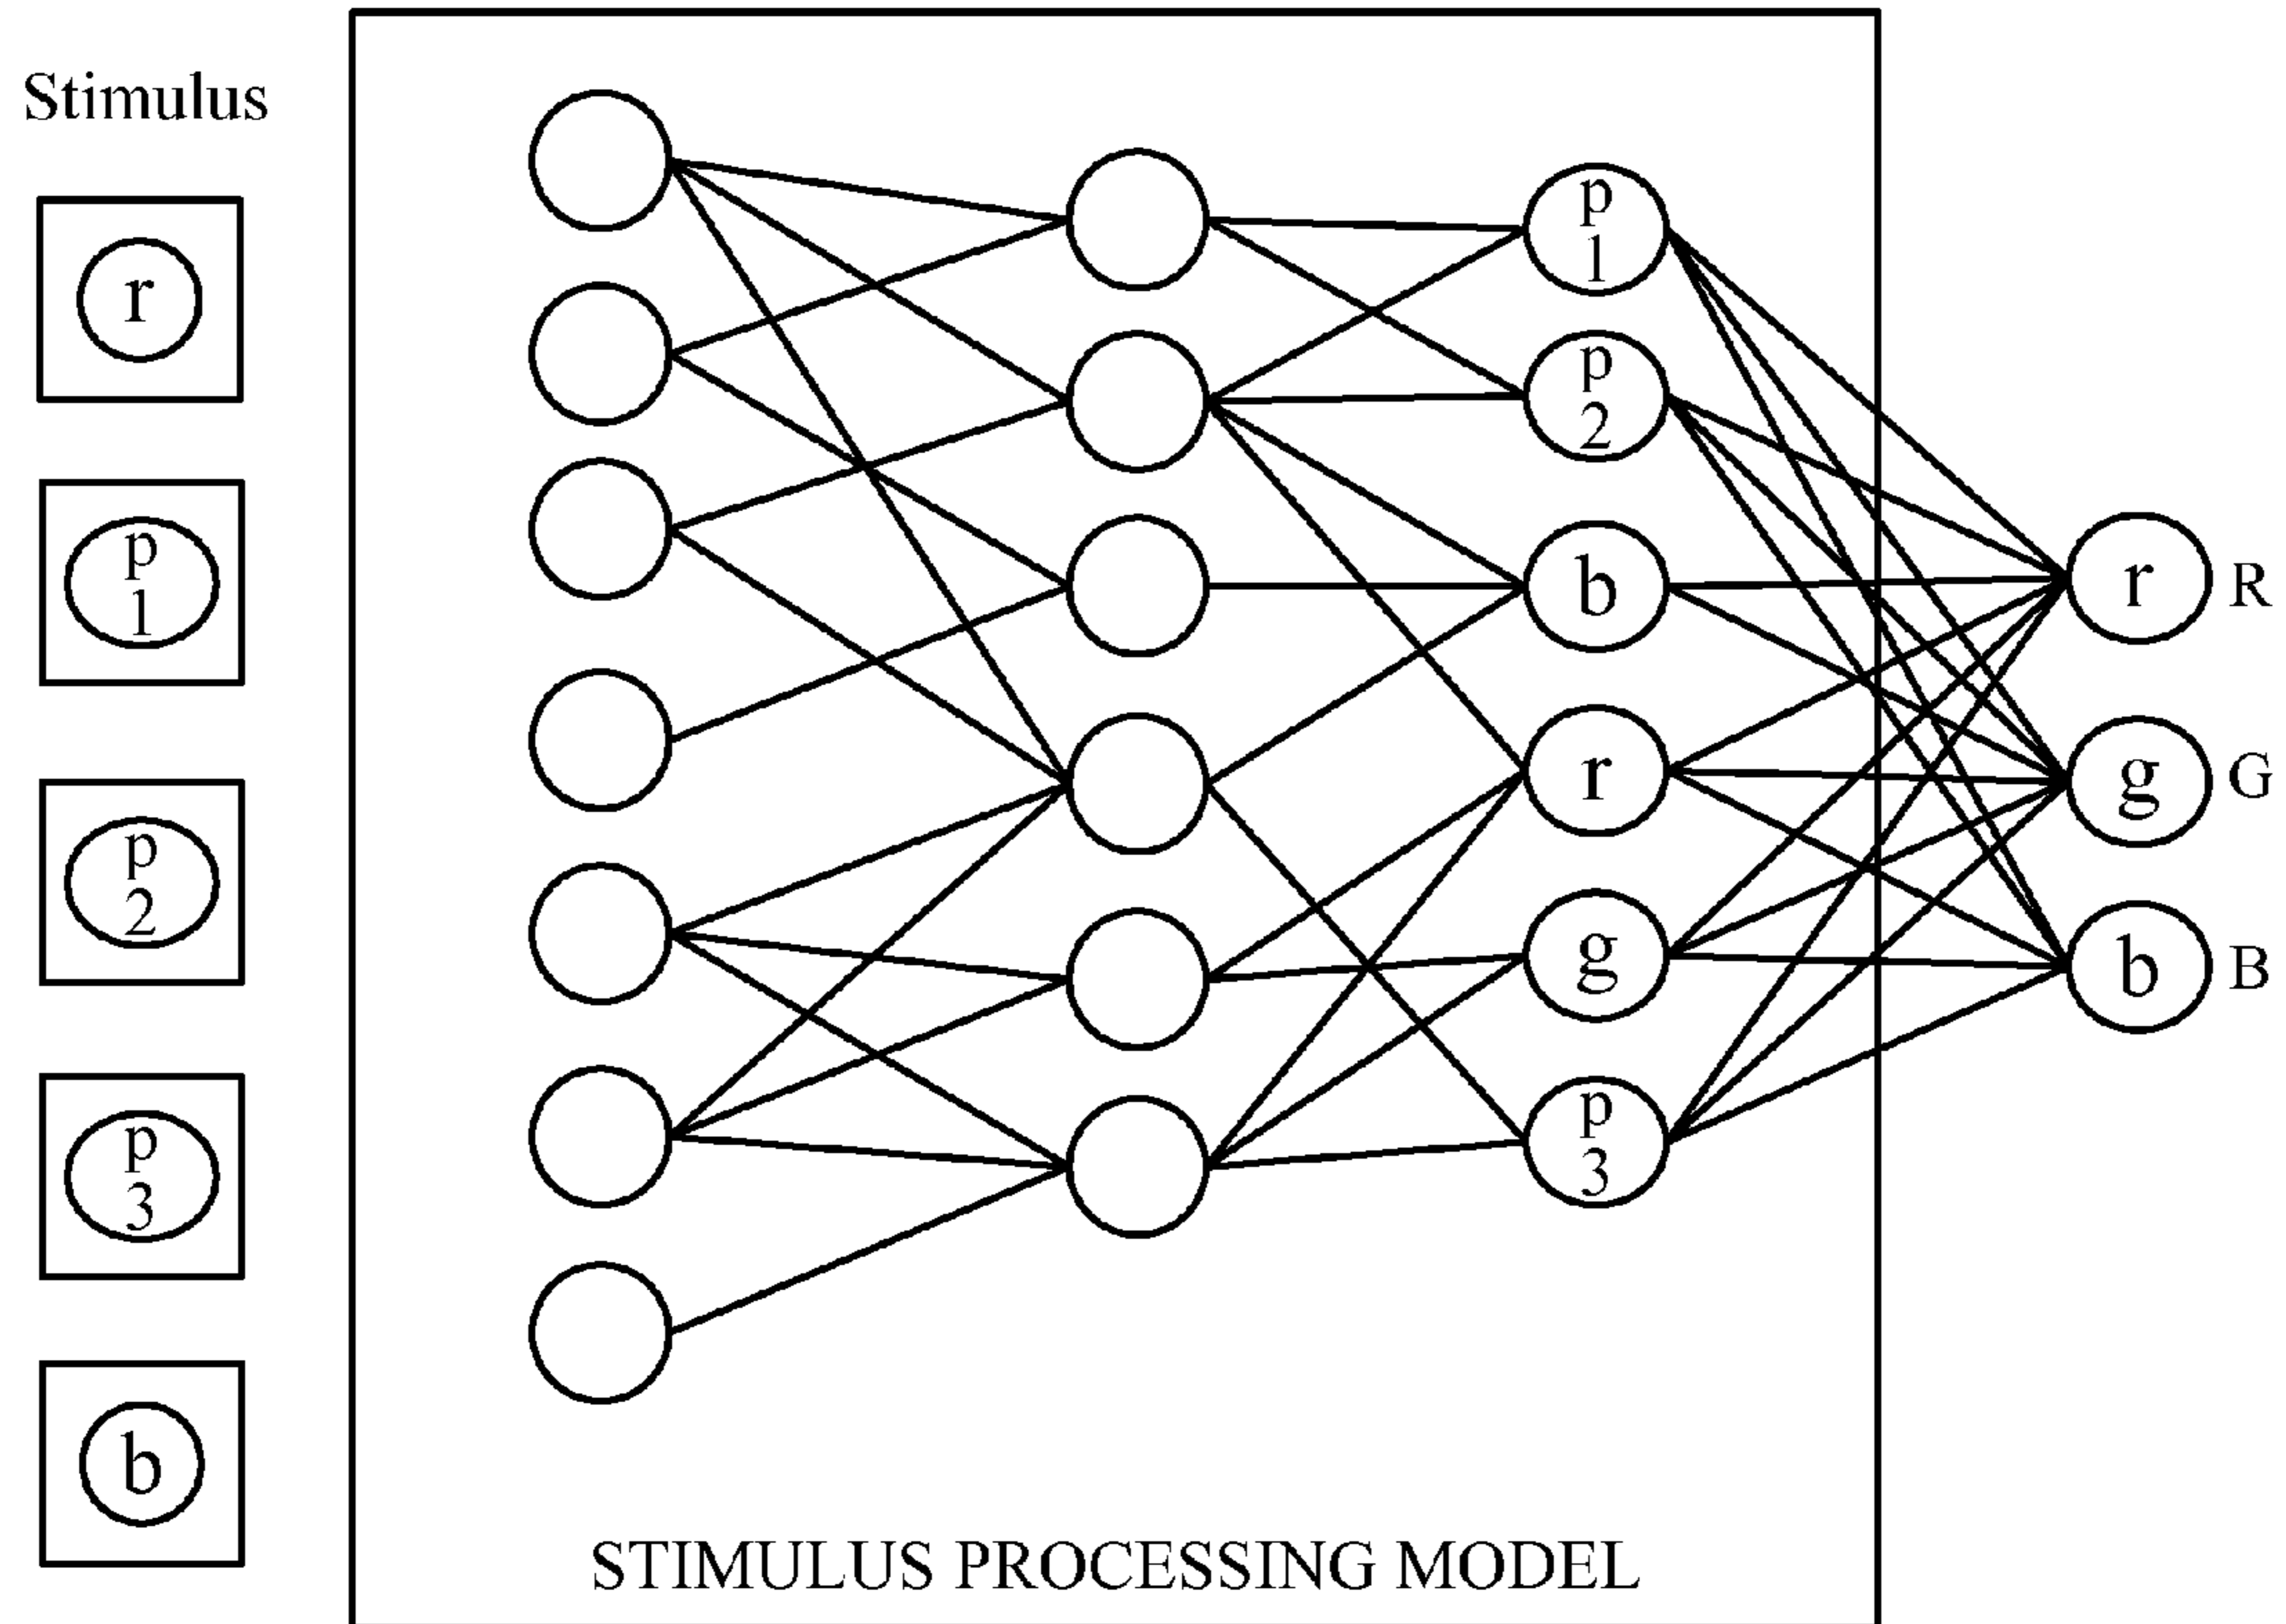 Stimulus
r
p
1
p
2
p
3
b
p
1
p
2
b
r
g
p
3
r R
g G
b B
STIMULUS PROCESSING MODEL